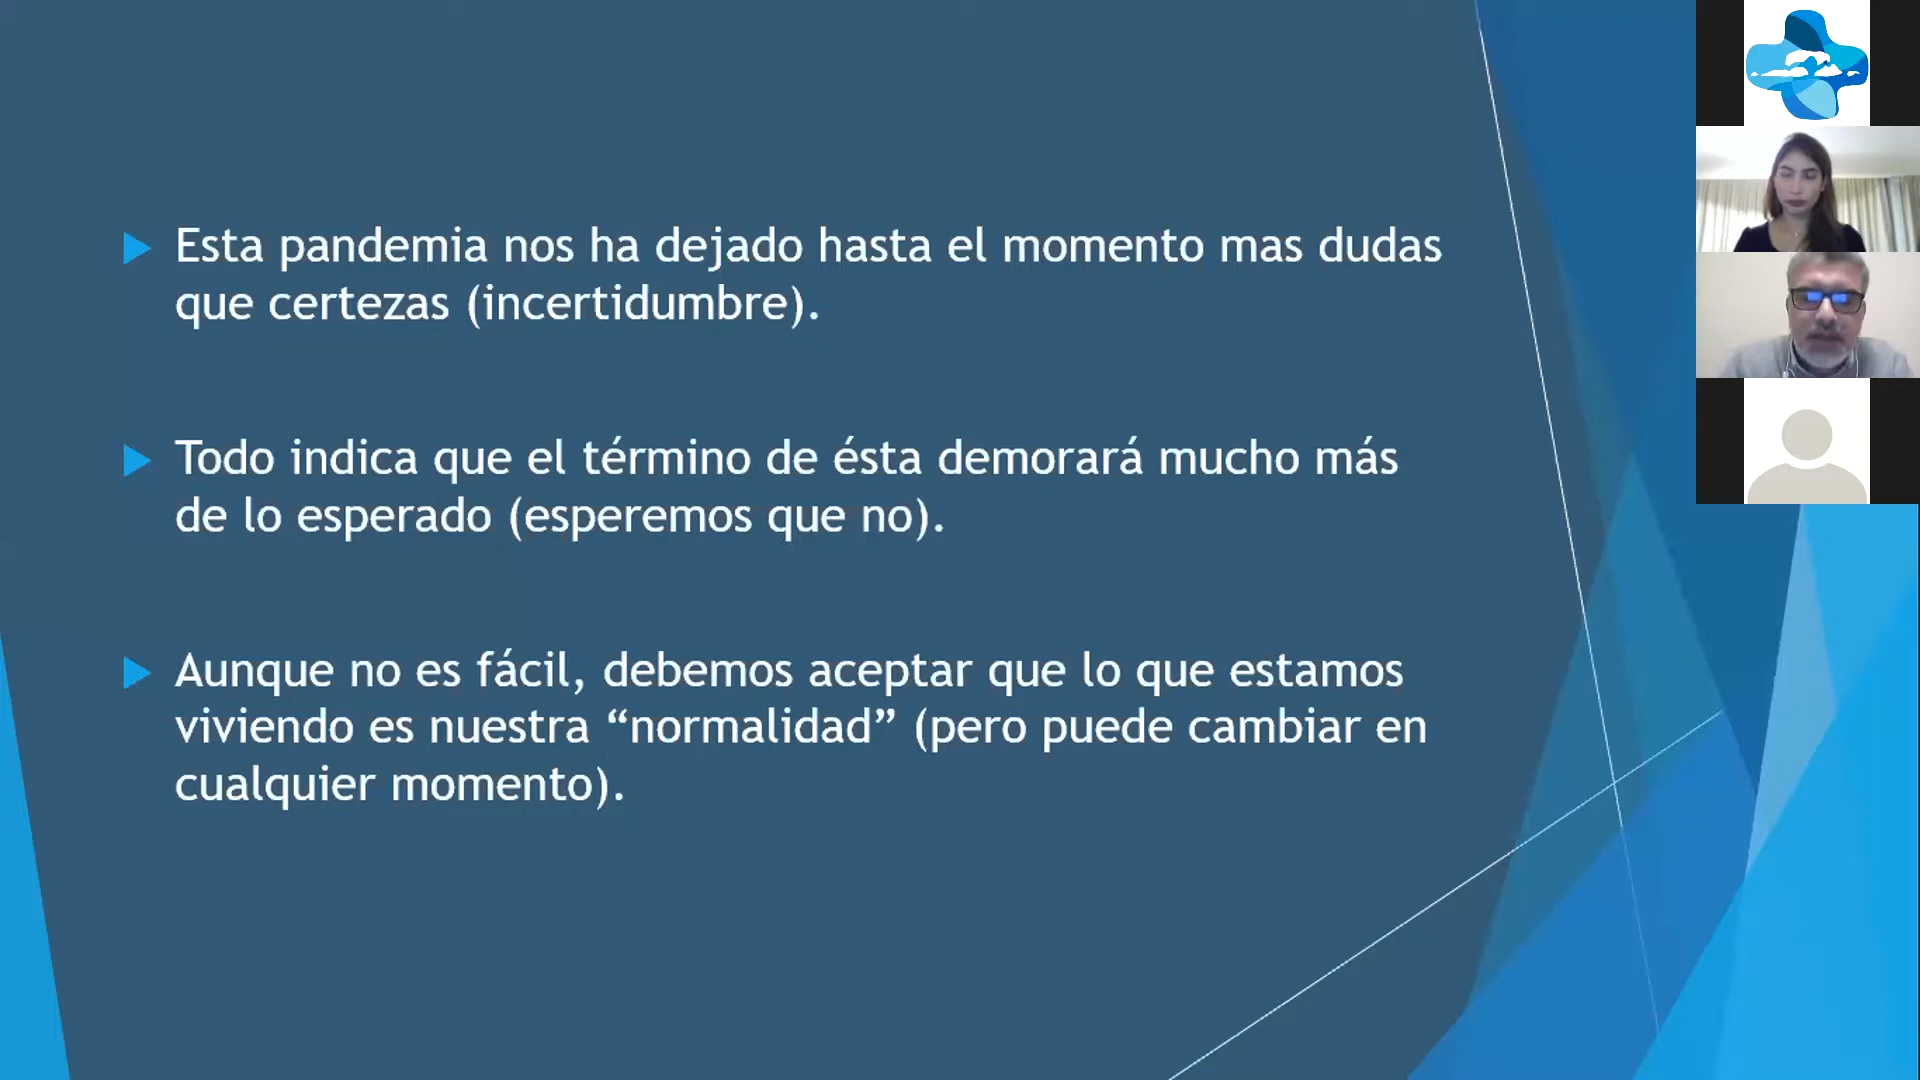 Esta pandemia nos ha dejado hasta el momento mas dudas
que certezas (incertidumbre).
Todo indica que el término de ésta demorará mucho más
de lo esperado (esperemos que no).
Aunque no es fácil, debemos aceptar que lo que estamos
viviendo es nuestra “normalidad” (pero puede cambiar en
cualquier momento).